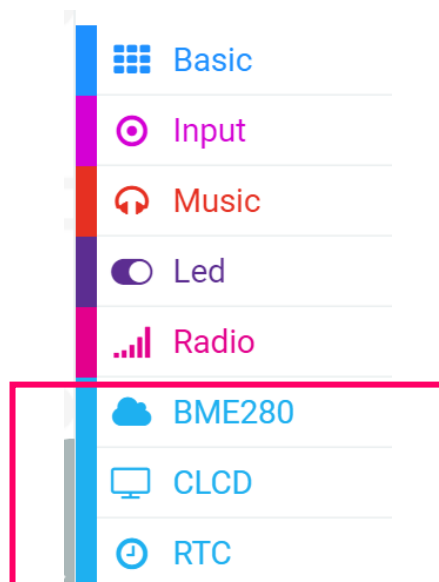 Basic
Input
Music
Led
Radio
BME280
CLCD
RTC